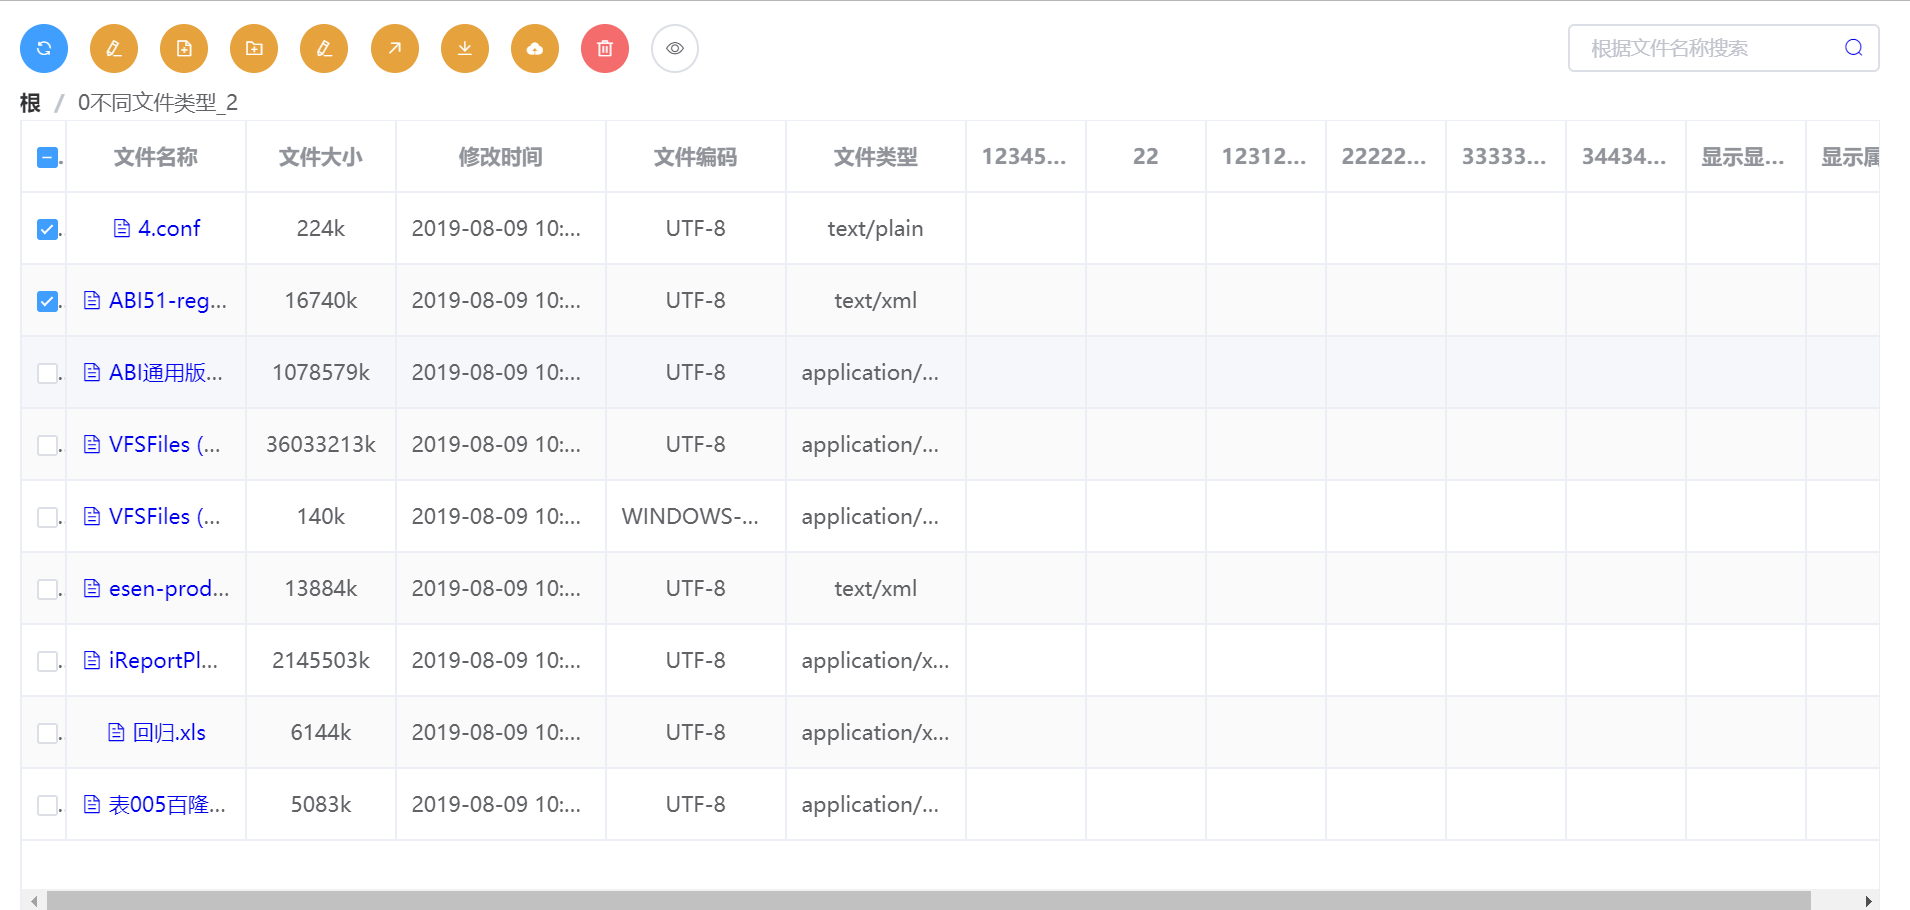 根据文件名称搜索
根 / 0不同文件类型_2
文件名称 文件大小 修改时间 文件编码 文件类型 12345... 22 12312... 22222... 33333... 34434... 显示显... 显示属
4.conf 224k 2019-08-09 10:... UTF-8 text/plain
ABI51-reg... 16740k 2019-08-09 10:... UTF-8 text/xml
ABI通用版... 1078579k 2019-08-09 10:... UTF-8 application/...
VFSFiles (... 36033213k 2019-08-09 10:... UTF-8 application/...
VFSFiles (... 140k 2019-08-09 10:... WINDOWS-... application/...
esen-prod... 13884k 2019-08-09 10:... UTF-8 text/xml
iReportPl... 2145503k 2019-08-09 10:... UTF-8 application/x...
回归.xls 6144k 2019-08-09 10:... UTF-8 application/x...
表005百隆... 5083k 2019-08-09 10:... UTF-8 application/...